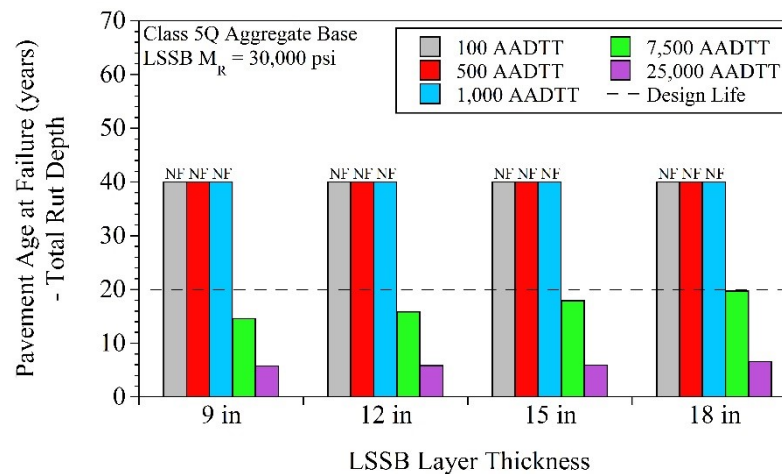 Pavement Age at Failure (years)
- Total Rut Depth
70
60
50
40
30
20
10
0
Class 5Q Aggregate Base
LSSB M_R = 30,000 psi
100 AADTT
500 AADTT
1,000 AADTT
7,500 AADTT
25,000 AADTT
Design Life
NF NF NF
NF NF NF
NF NF NF
NF NF NF
9 in
12 in
15 in
18 in
LSSB Layer Thickness